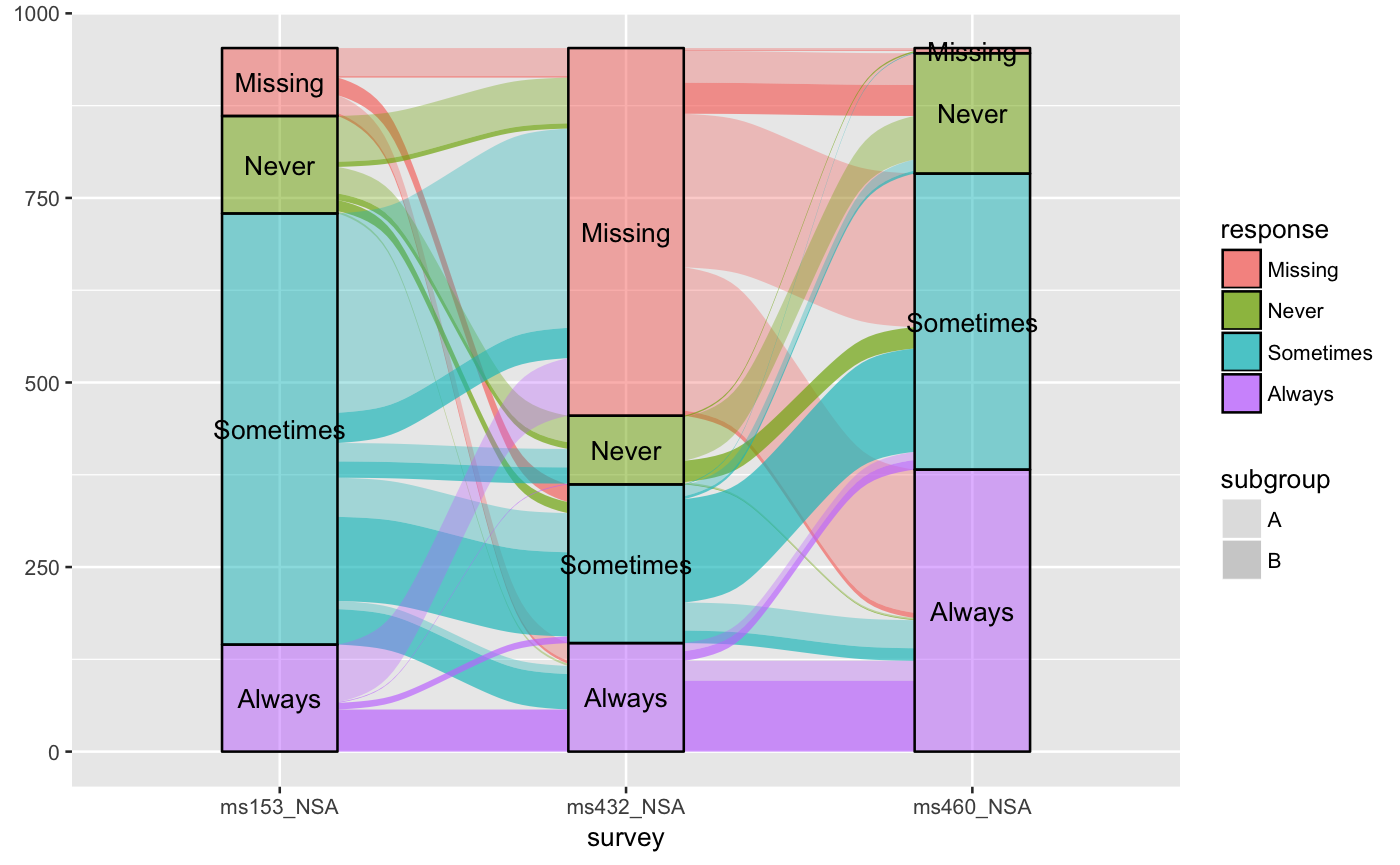 1000
750
500
250
0
Missing
Never
Sometimes
Always
Missing
Never
Sometimes
Always
Missing
Never
Sometimes
Always
ms153_NSA
ms432_NSA
ms460_NSA
survey
response
Missing
Never
Sometimes
Always
subgroup
A
B